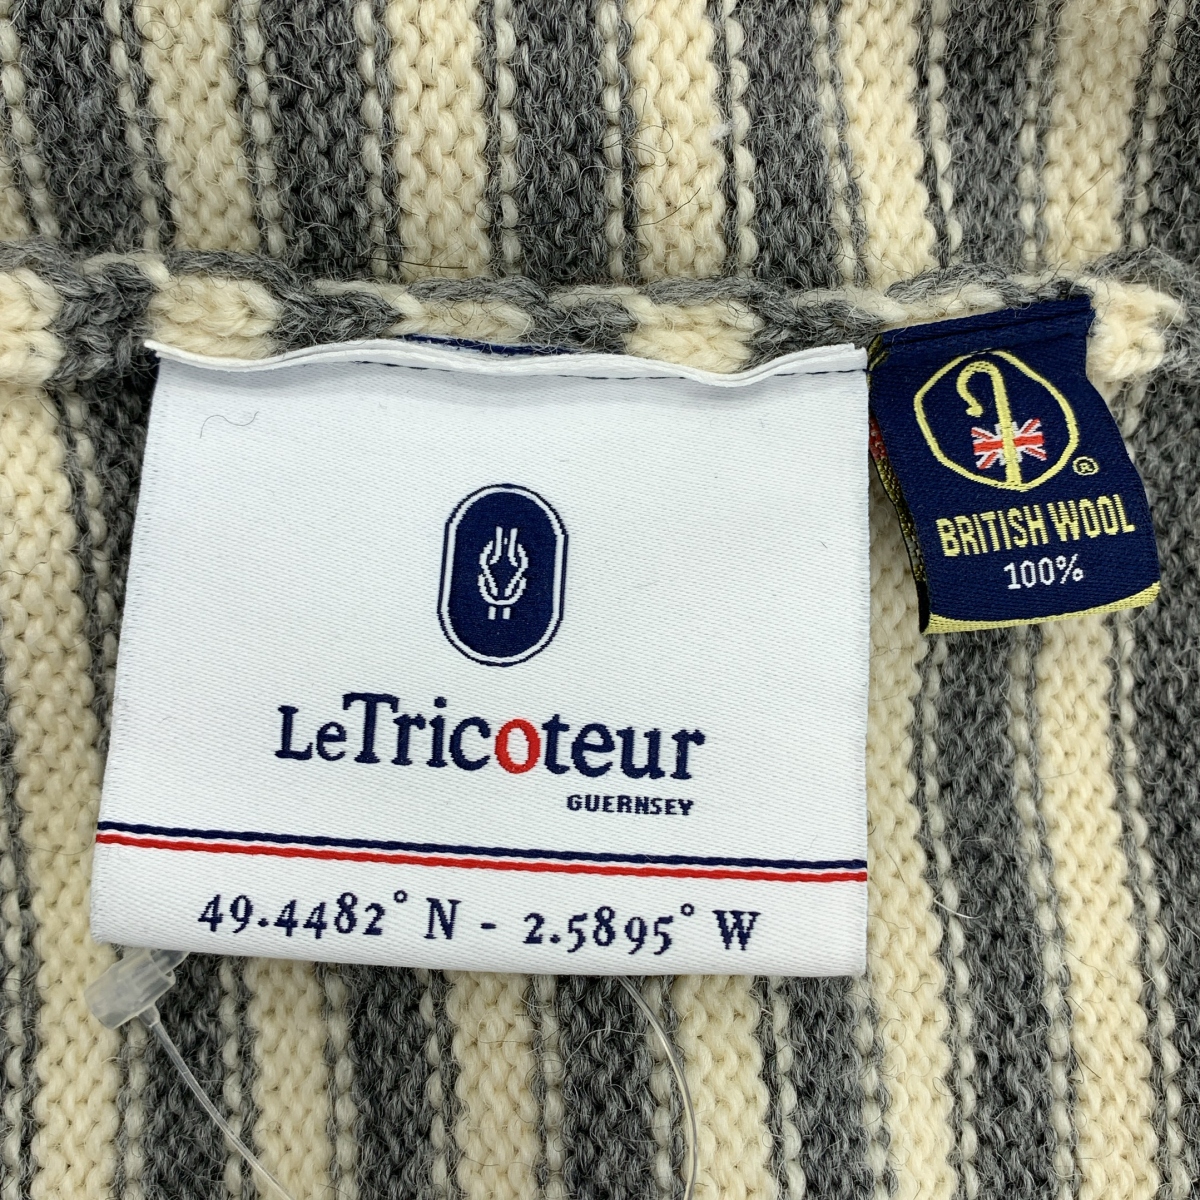 LeTricoteur
GUERNSEY
49.4482° N - 2.5895° W
®
BRITISH WOOL
100%